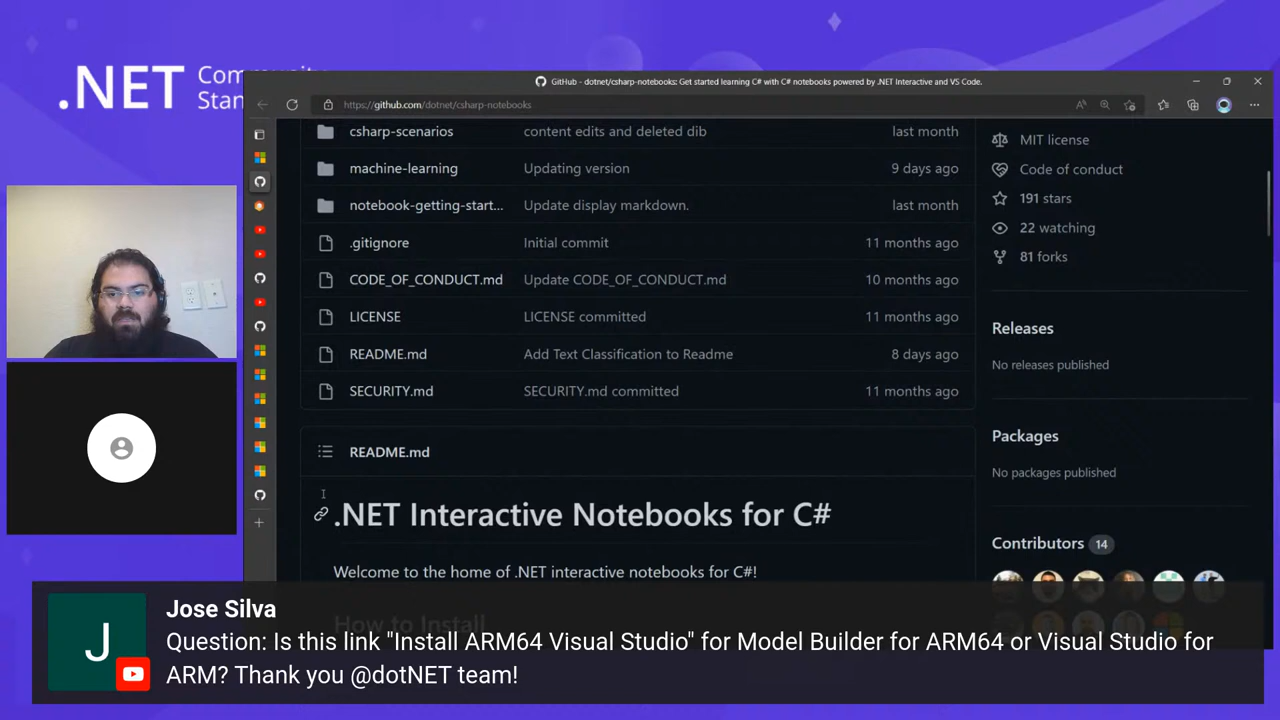 .NET Community
Stan
GitHub - dotnet/csharp-notebooks: Get started learning C# with C# notebooks powered by .NET Interactive and VS Code.
https://github.com/dotnet/csharp-notebooks
csharp-scenarios content edits and deleted dib last month
MIT license
machine-learning Updating version 9 days ago
Code of conduct
notebook-getting-start... Update display markdown. last month
191 stars
22 watching
.gitignore Initial commit 11 months ago
81 forks
CODE_OF_CONDUCT.md Update CODE_OF_CONDUCT.md 10 months ago
LICENSE LICENSE committed 11 months ago
Releases
README.md Add Text Classification to Readme 8 days ago
No releases published
SECURITY.md SECURITY.md committed 11 months ago
Packages
README.md
No packages published
.NET Interactive Notebooks for C#
Contributors 14
Welcome to the home of .NET interactive notebooks for C#!
How to Install
J
Jose Silva
Question: Is this link "Install ARM64 Visual Studio" for Model Builder for ARM64 or Visual Studio for
ARM? Thank you @dotNET team!